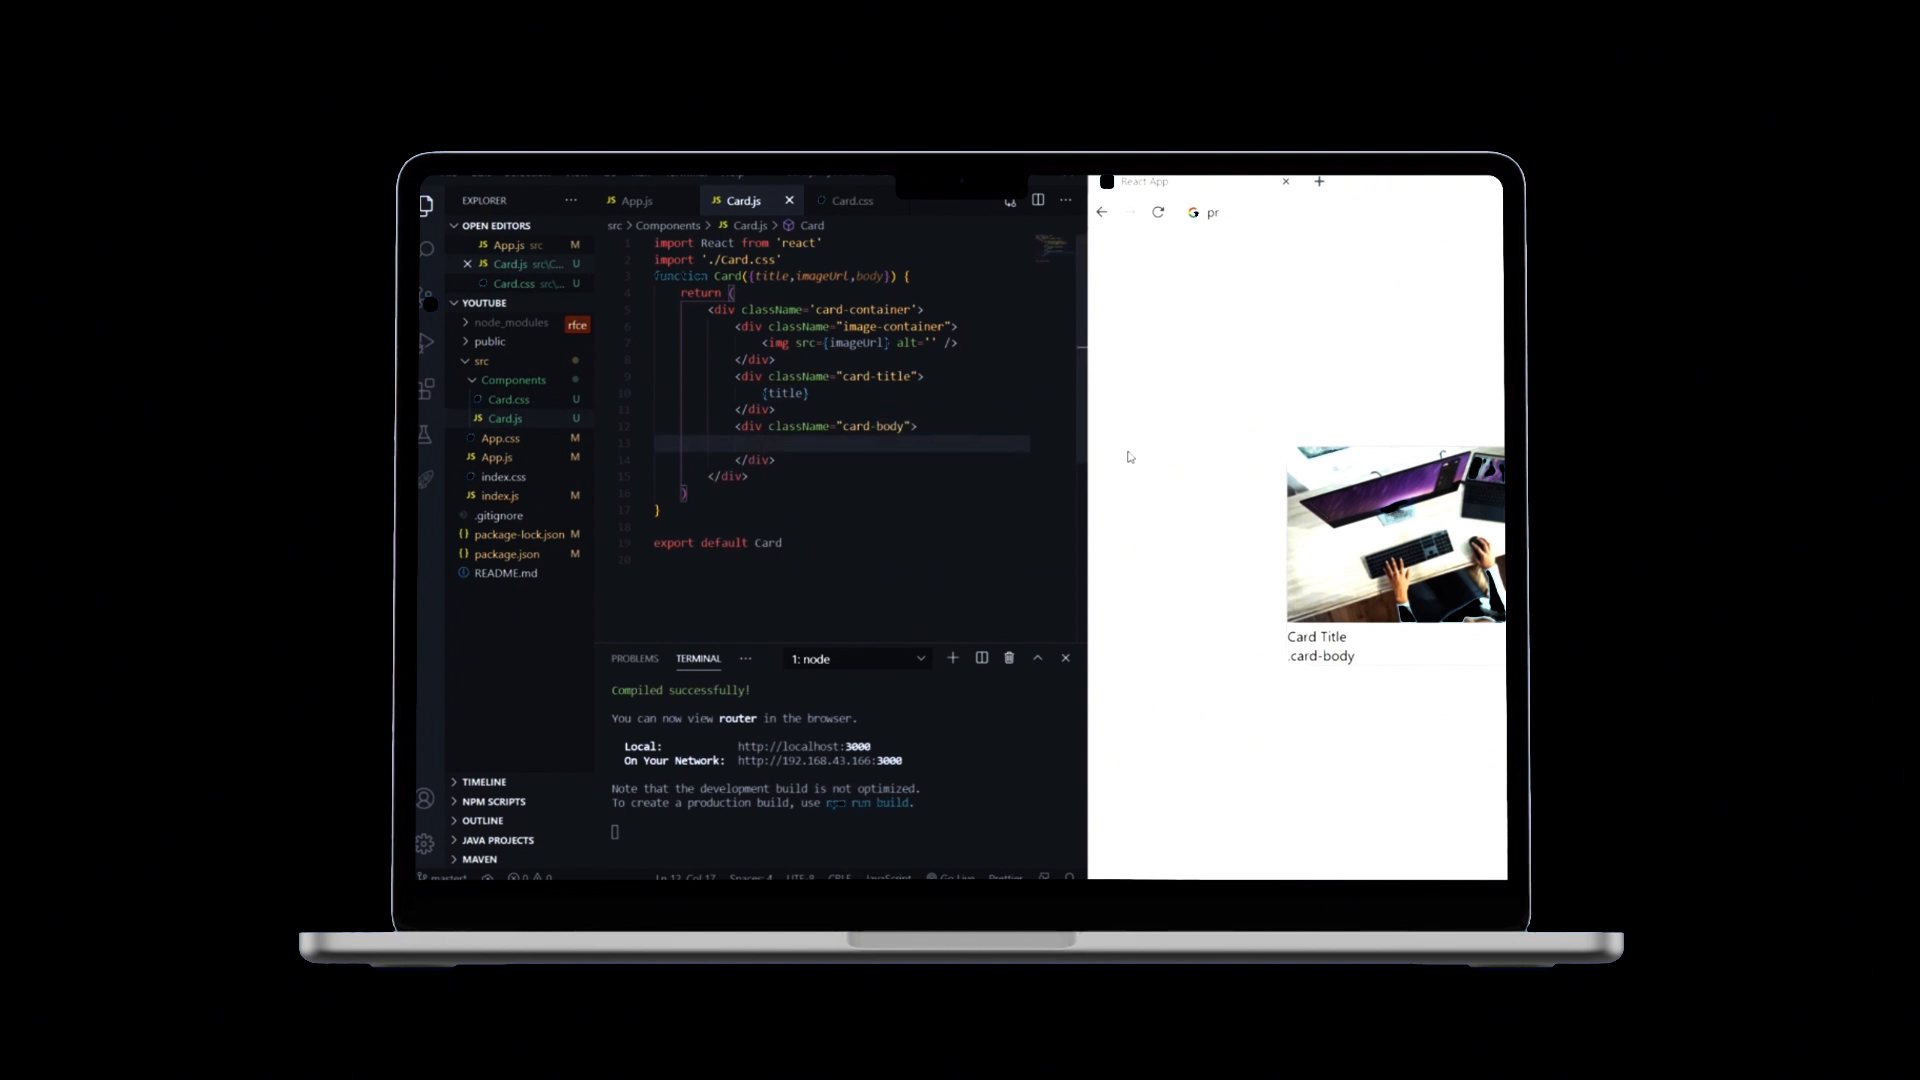 EXPLORER
OPEN EDITORS
JS App.js src M
JS Card.js src\C... U
Card.css src\... U
YOUTUBE
node_modules
rfce
public
src
Components
Card.css U
JS Card.js U
App.css M
JS App.js M
index.css
JS index.js M
.gitignore
{} package-lock.json M
{} package.json M
README.md
TIMELINE
NPM SCRIPTS
OUTLINE
JAVA PROJECTS
MAVEN
JS App.js
JS Card.js
Card.css
src > Components > JS Card.js > Card
1 import React from 'react'
2 import './Card.css'
3 function Card({title,imageUrl,body}) {
4 return (
5 <div className='card-container'>
6 <div className="image-container">
7 <img src={imageUrl} alt='' />
8 </div>
9 <div className="card-title">
10 {title}
11 </div>
12 <div className="card-body">
13
14 </div>
15 </div>
16 )
17 }
18
19 export default Card
20
PROBLEMS TERMINAL ... 1: node
Compiled successfully!
You can now view router in the browser.
Local: http://localhost:3000
On Your Network: http://192.168.43.166:3000
Note that the development build is not optimized.
To create a production build, use npm run build.
React App
pr
Card Title
.card-body